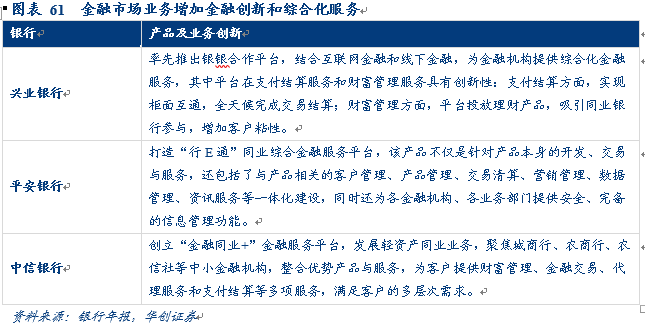 图表 61 金融市场业务增加金融创新和综合化服务
银行 产品及业务创新
率先推出银银合作平台，结合互联网金融和线下金融，为金融机构提供综合化金融
服务，其中平台在支付结算服务和财富管理服务具有创新性：支付结算方面，实现
兴业银行
柜面互通，全天候完成交易结算；财富管理方面，平台投放理财产品，吸引同业银
行参与，增加客户粘性。
打造“行E通”同业综合金融服务平台，该产品不仅是针对产品本身的开发、交易
与服务，还包括了与产品相关的客户管理、产品管理、交易清算、营销管理、数据
平安银行
管理、资讯服务等一体化建设，同时还为各金融机构、各业务部门提供安全、完备
的信息管理功能。
创立“金融同业+”金融服务平台，发展轻资产同业业务，聚焦城商行、农商行、农
中信银行 信社等中小金融机构，整合优势产品与服务，为客户提供财富管理、金融交易、代
理服务和支付结算等多项服务，满足客户的多层次需求。
资料来源：银行年报，华创证券